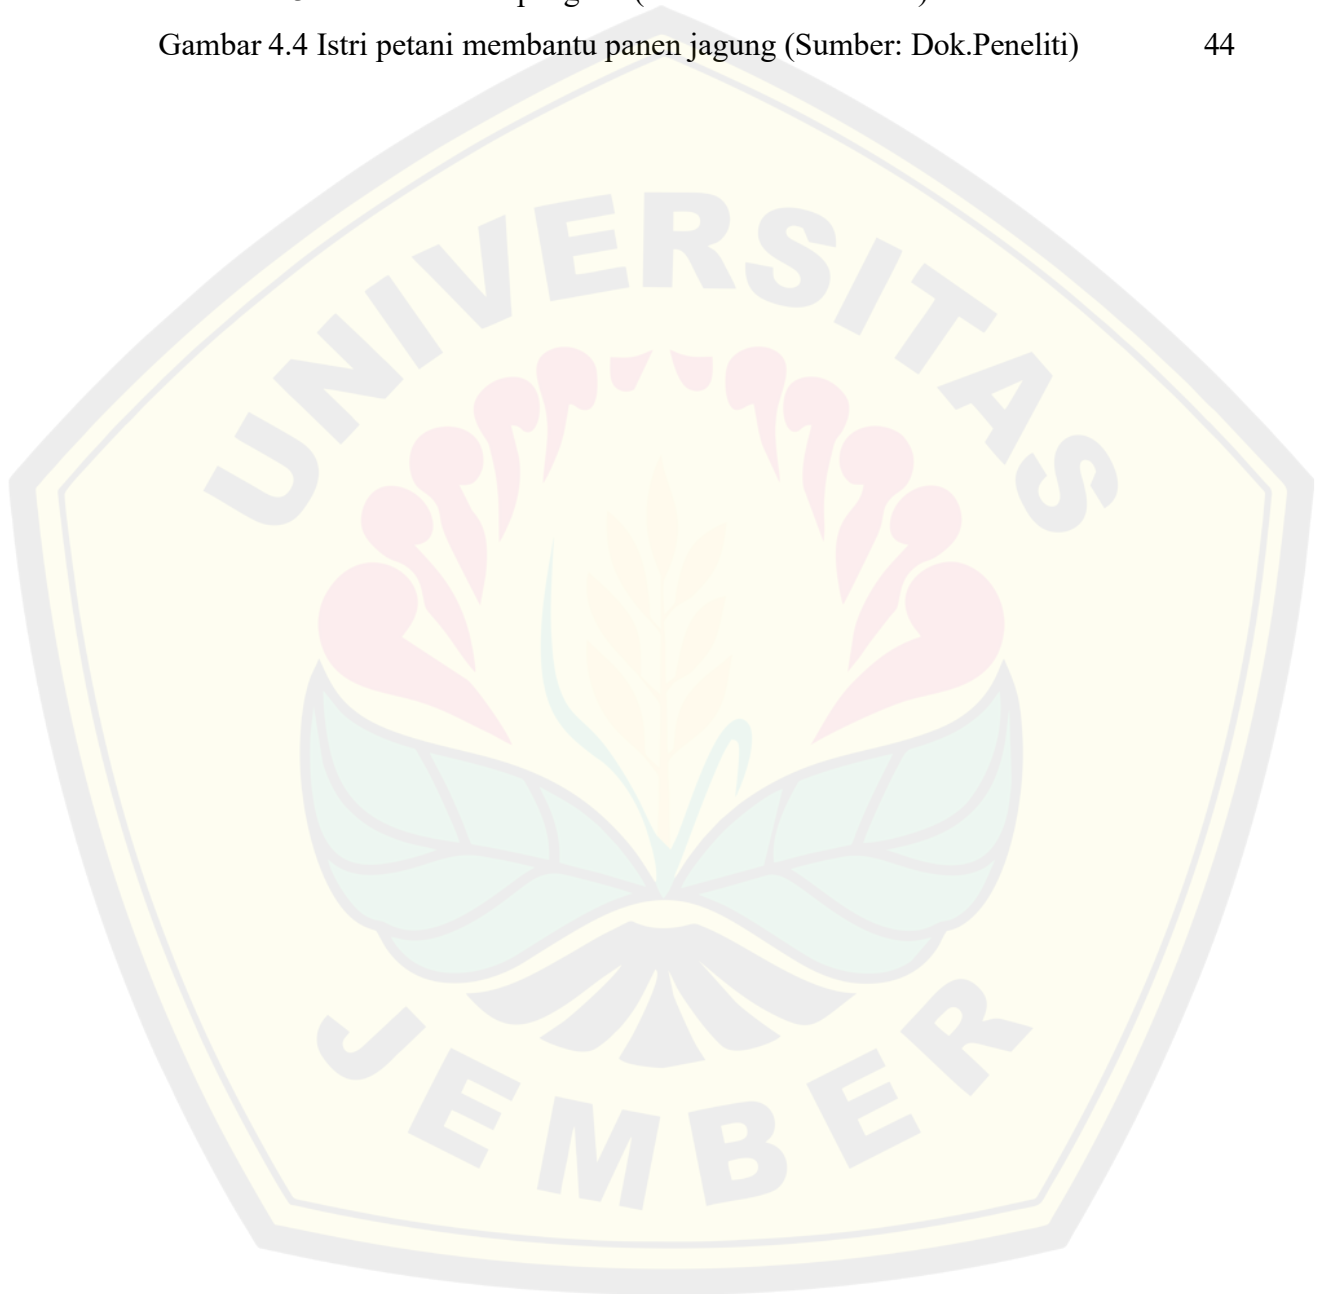 Gambar 4.4 Istri petani membantu panen jagung (Sumber: Dok.Peneliti) 44
UNIVERSITAS
JEMBER